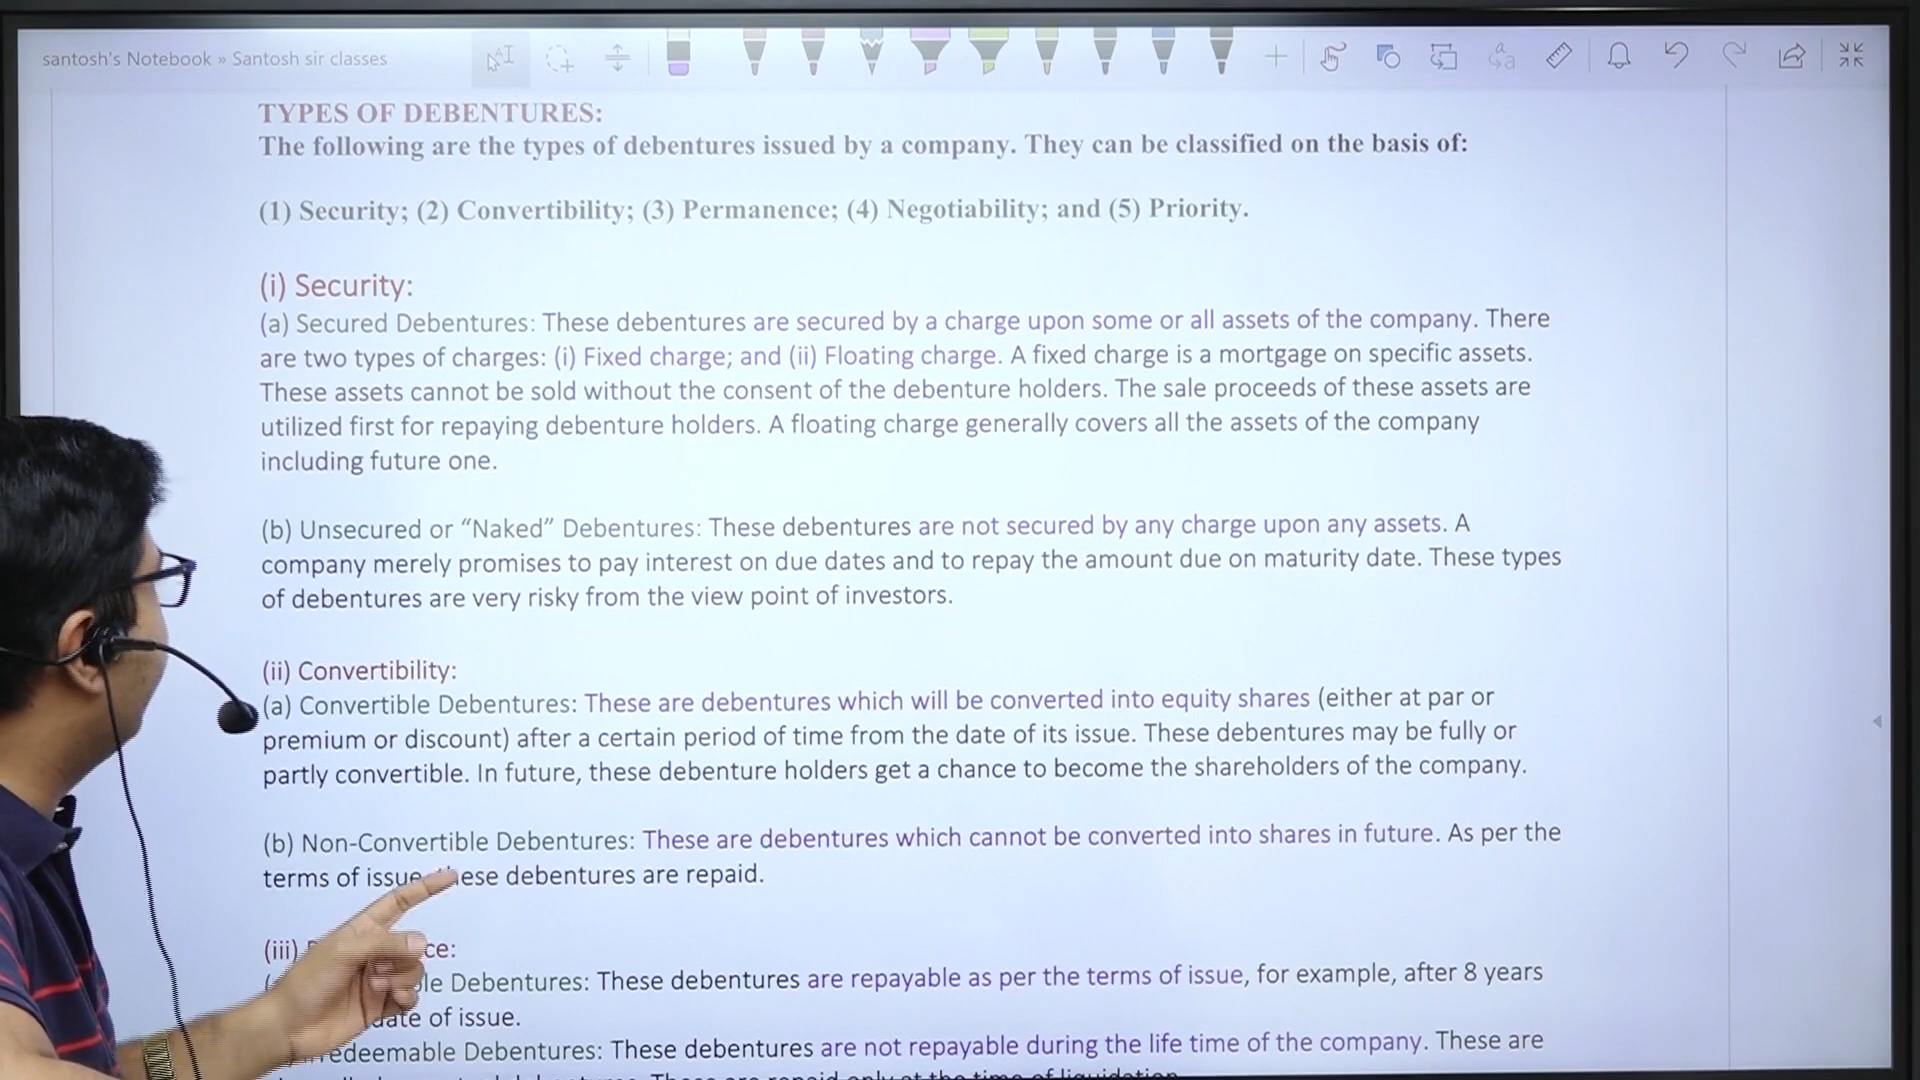 santosh's Notebook » Santosh sir classes
TYPES OF DEBENTURES:
The following are the types of debentures issued by a company. They can be classified on the basis of:
(1) Security; (2) Convertibility; (3) Permanence; (4) Negotiability; and (5) Priority.
(i) Security:
(a) Secured Debentures: These debentures are secured by a charge upon some or all assets of the company. There
are two types of charges: (i) Fixed charge; and (ii) Floating charge. A fixed charge is a mortgage on specific assets.
These assets cannot be sold without the consent of the debenture holders. The sale proceeds of these assets are
utilized first for repaying debenture holders. A floating charge generally covers all the assets of the company
including future one.
(b) Unsecured or “Naked” Debentures: These debentures are not secured by any charge upon any assets. A
company merely promises to pay interest on due dates and to repay the amount due on maturity date. These types
of debentures are very risky from the view point of investors.
(ii) Convertibility:
(a) Convertible Debentures: These are debentures which will be converted into equity shares (either at par or
premium or discount) after a certain period of time from the date of its issue. These debentures may be fully or
partly convertible. In future, these debenture holders get a chance to become the shareholders of the company.
(b) Non-Convertible Debentures: These are debentures which cannot be converted into shares in future. As per the
terms of issue these debentures are repaid.
(iii)
Debentures: These debentures are repayable as per the terms of issue, for example, after 8 years
date of issue.
Debentures: These debentures are not repayable during the life time of the company. These are
These are repaid only at the time of liquidation